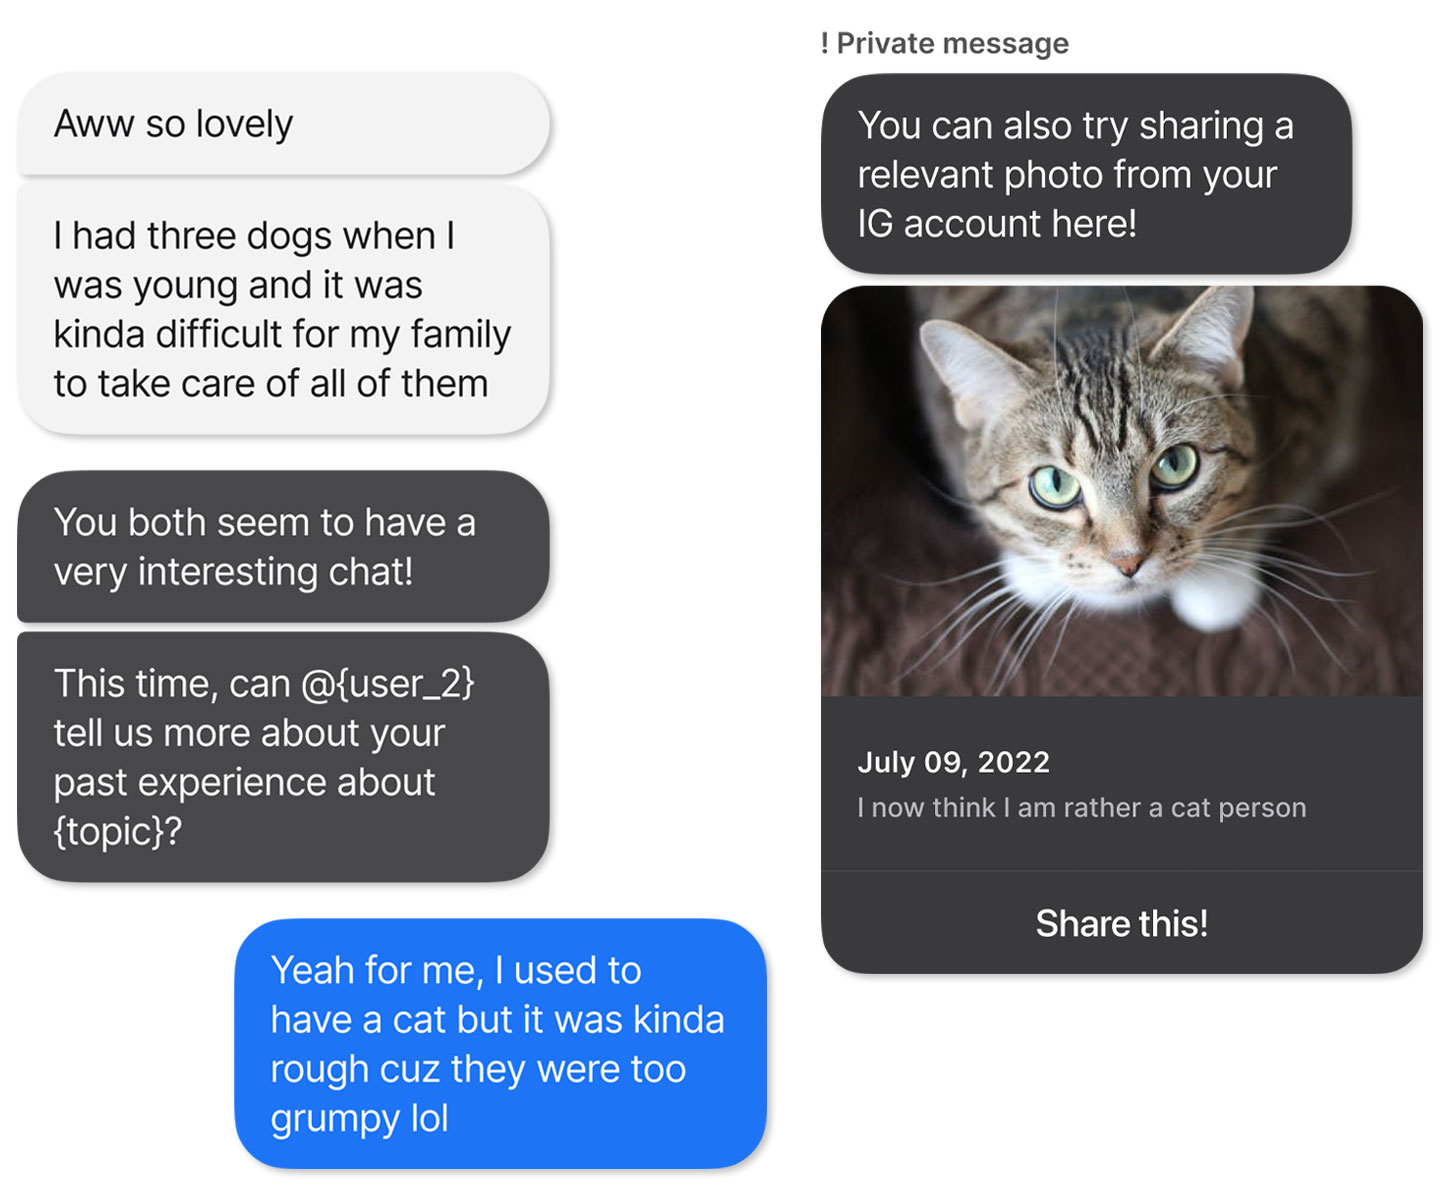 Aww so lovely
I had three dogs when I
was young and it was
kinda difficult for my family
to take care of all of them
You both seem to have a
very interesting chat!
This time, can @{user_2}
tell us more about your
past experience about
{topic}?
Yeah for me, I used to
have a cat but it was kinda
rough cuz they were too
grumpy lol
! Private message
You can also try sharing a
relevant photo from your
IG account here!
July 09, 2022
I now think I am rather a cat person
Share this!